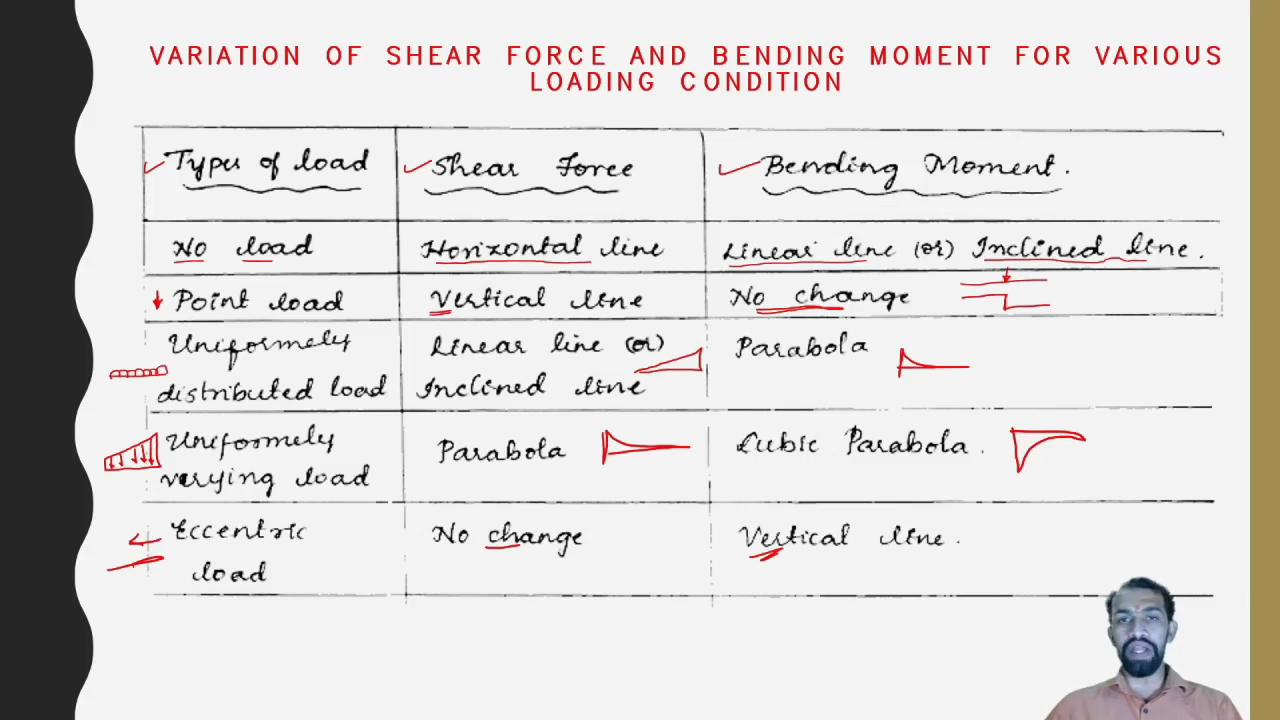 VARIATION OF SHEAR FORCE AND BENDING MOMENT FOR VARIOUS
LOADING CONDITION
Types of load Shear Force Bending Moment.
No load Horizontal line Linear line (or) Inclined line.
Point load Vertical line No change
Uniformely
distributed load
Linear line (or)
Inclined line
Parabola
Uniformely
varying load
Parabola
Cubic Parabola.
Eccentric
load
No change
Vertical line.